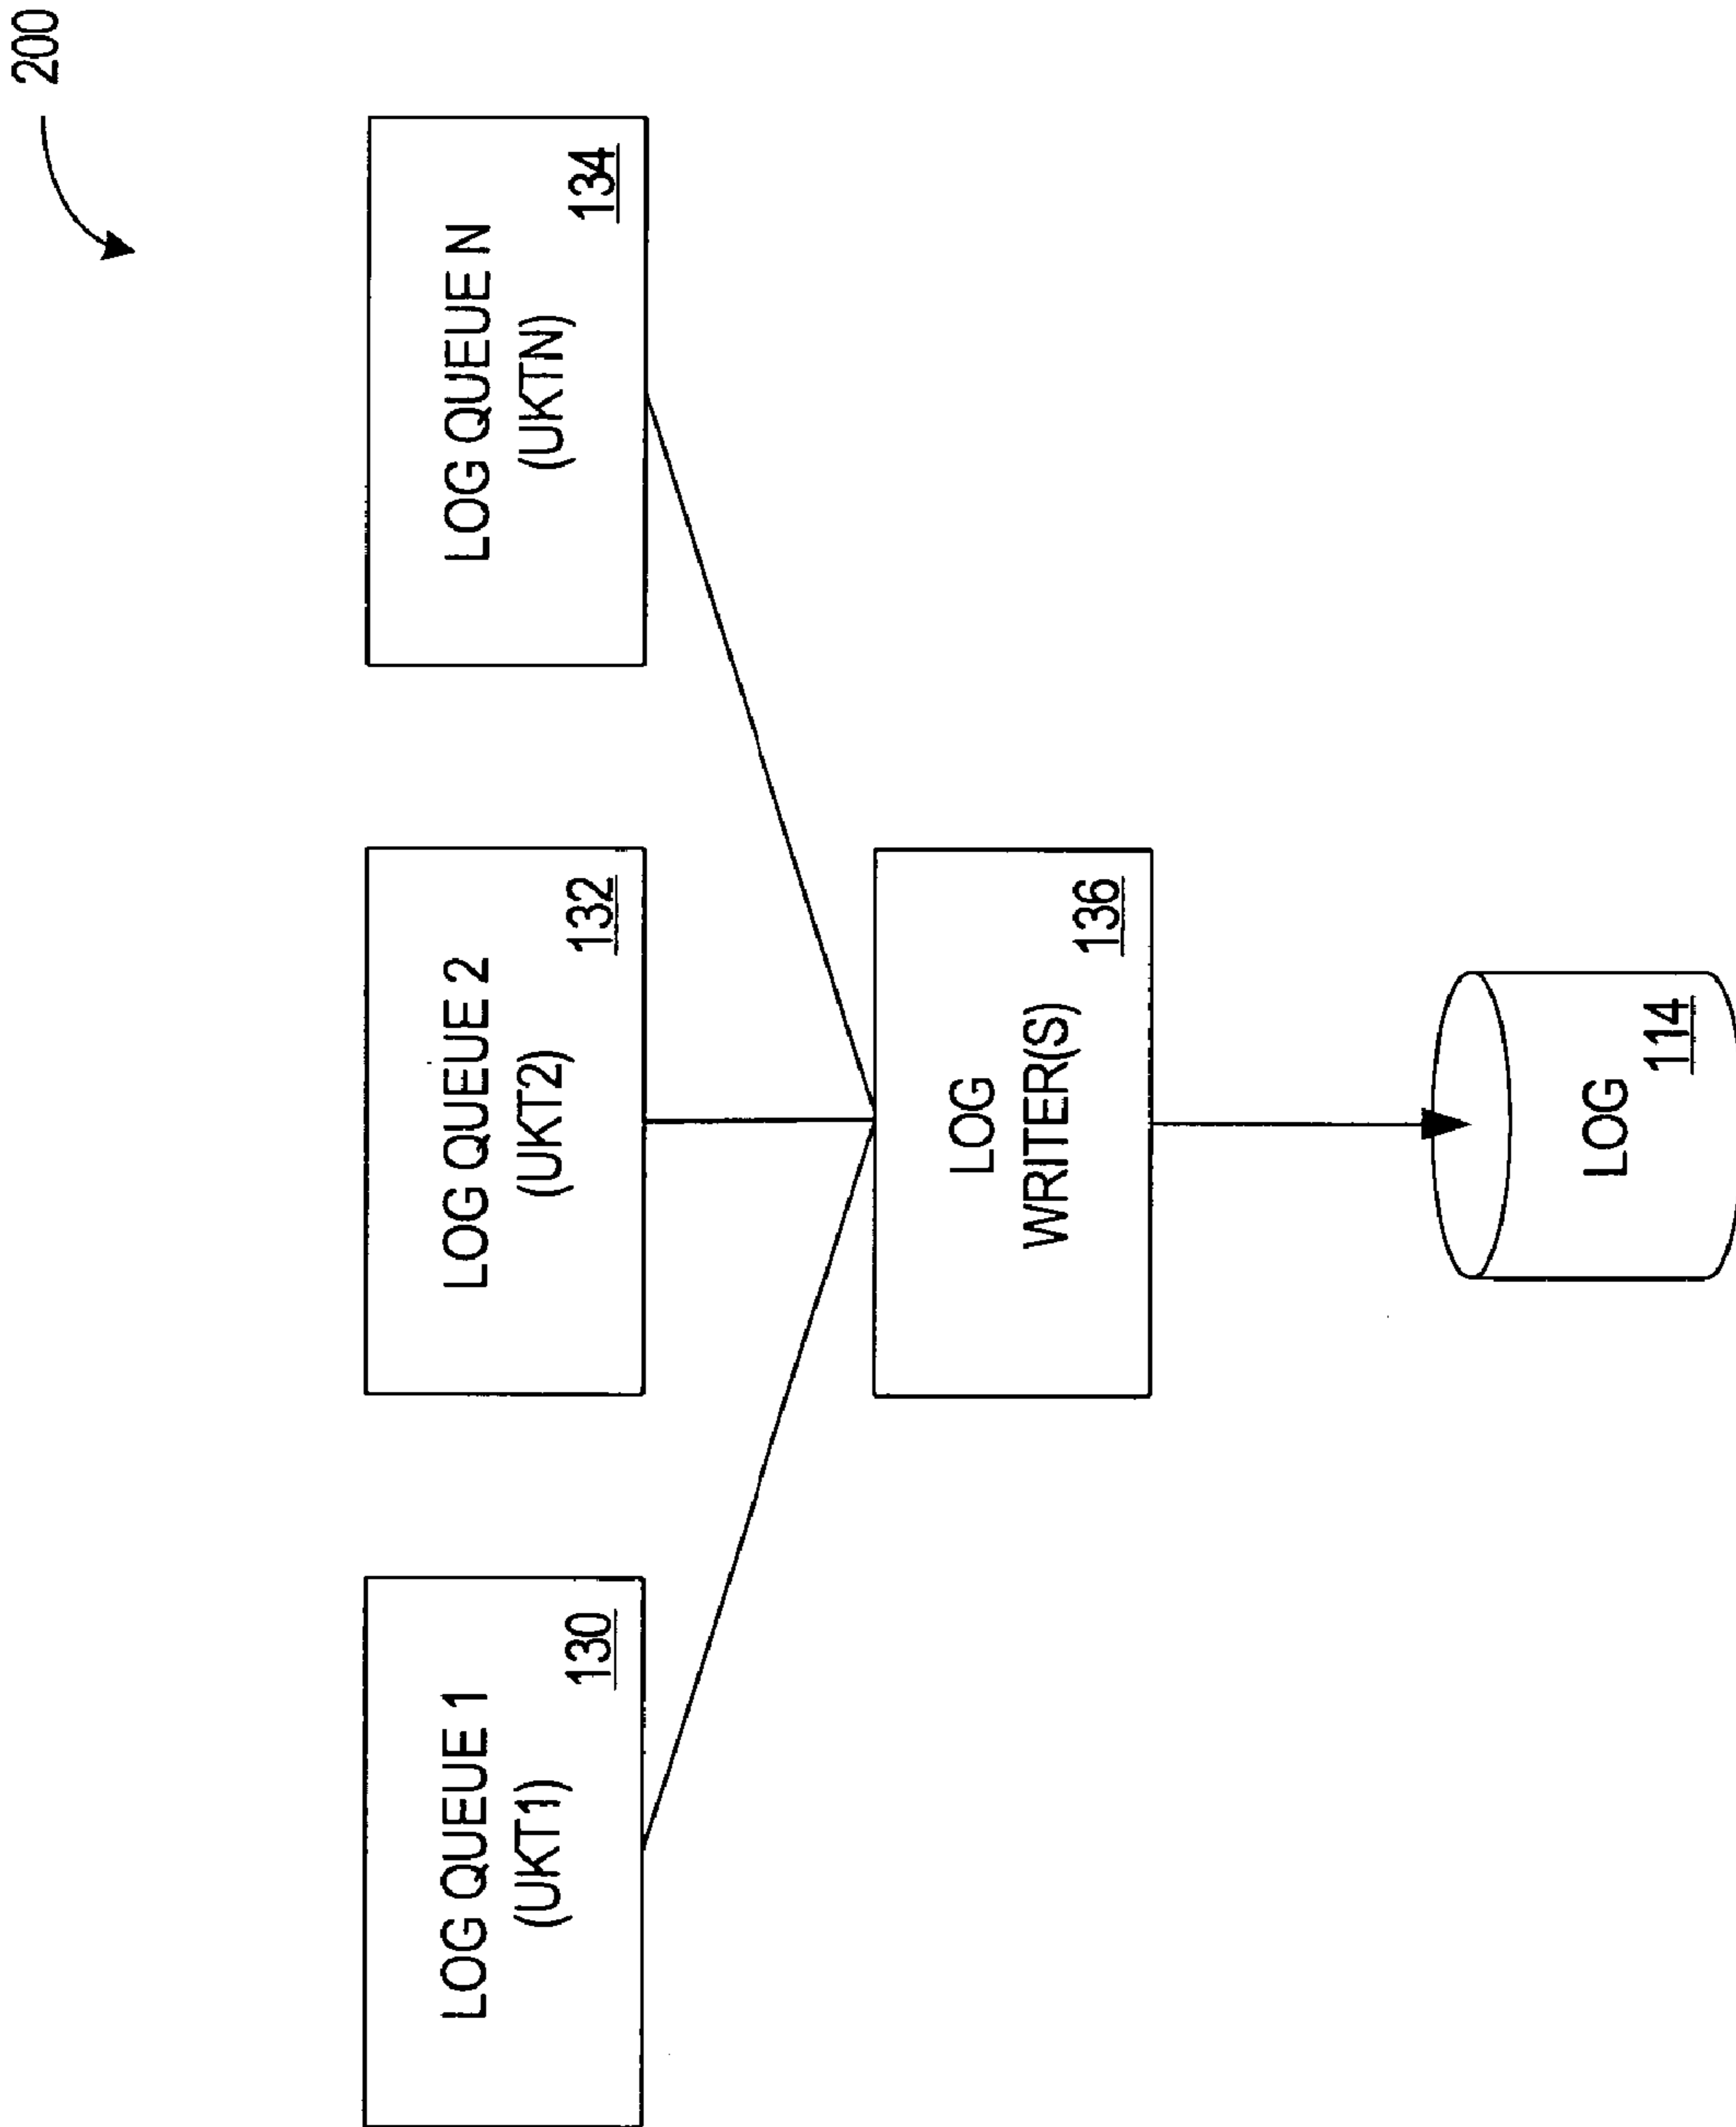 200
LOG QUEUE 1
(UKT1)
130
LOG QUEUE 2
(UKT2)
132
LOG QUEUE N
(UKTN)
134
LOG
WRITER(S)
136
LOG
114